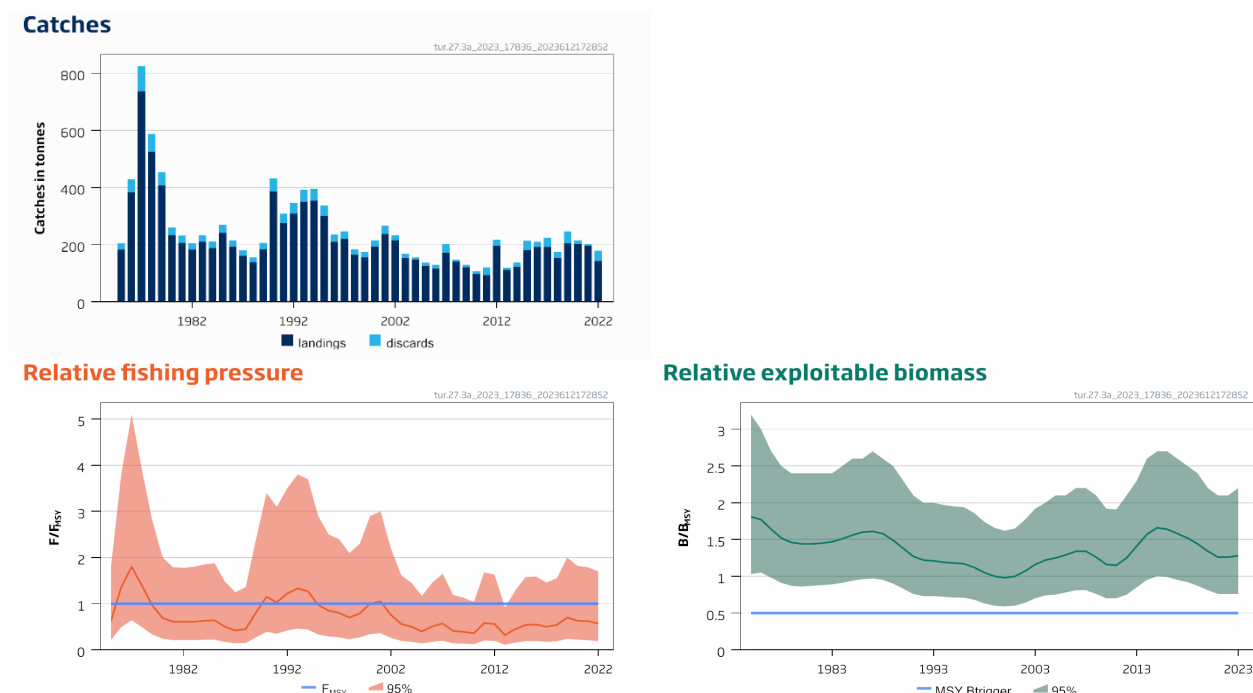 Catches
tur.27.3a_2023_17836_2023612172852
Catches in tonnes
800
600
400
200
0
1982
1992
2002
2012
2022
landings
discards
Relative fishing pressure
tur.27.3a_2023_17836_2023612172852
F/FMSY
5
4
3
2
1
0
1982
1992
2002
2012
2022
FMSY
95%
Relative exploitable biomass
tur.27.3a_2023_17836_2023612172852
B/BMSY
3
2.5
2
1.5
1
0.5
0
1983
1993
2003
2013
2023
MSY Btrigger
95%